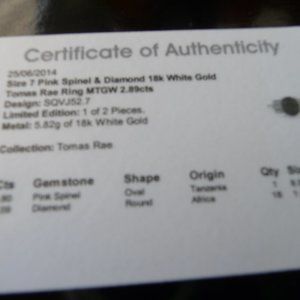 Certificate of Authenticity
25/06/2014
Size 7 Pink Spinel & Diamond 18k White Gold
Tomas Rae Ring MTGW 2.89cts
Design: SQVJ52.7
Limited Edition: 1 of 2 Pieces.
Metal: 5.82g of 18k White Gold
Collection: Tomas Rae
Cts Gemstone Shape Origin Qty
Pink Spinel Oval Tanzania 1
Diamond Round Africa 18